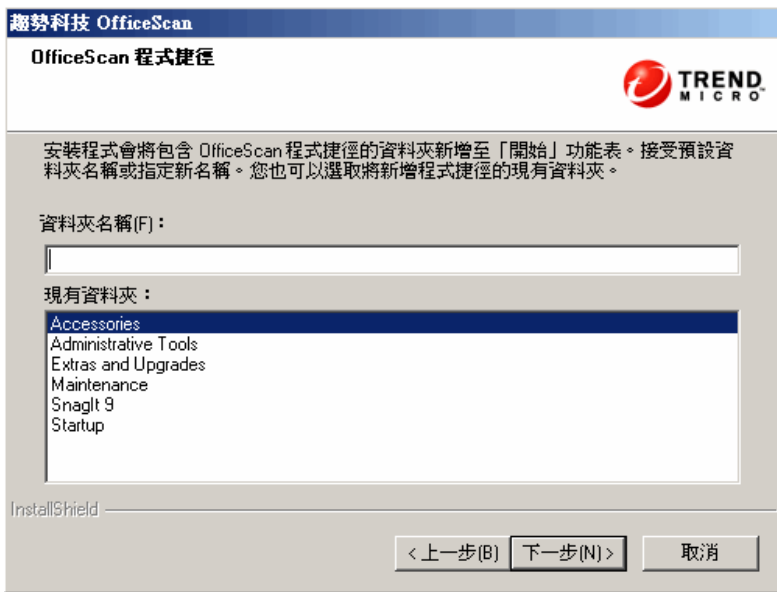 趨勢科技 OfficeScan
OfficeScan 程式捷徑
TREND
MICRO
安裝程式會將包含 OfficeScan 程式捷徑的資料夾新增至「開始」功能表。接受預設資
料夾名稱或指定新名稱。您也可以選取將新增程式捷徑的現有資料夾。
資料夾名稱(F)：
現有資料夾：
Accessories
Administrative Tools
Extras and Upgrades
Maintenance
SnagIt 9
Startup
InstallShield
< 上一步(B)
下一步(N) >
取消